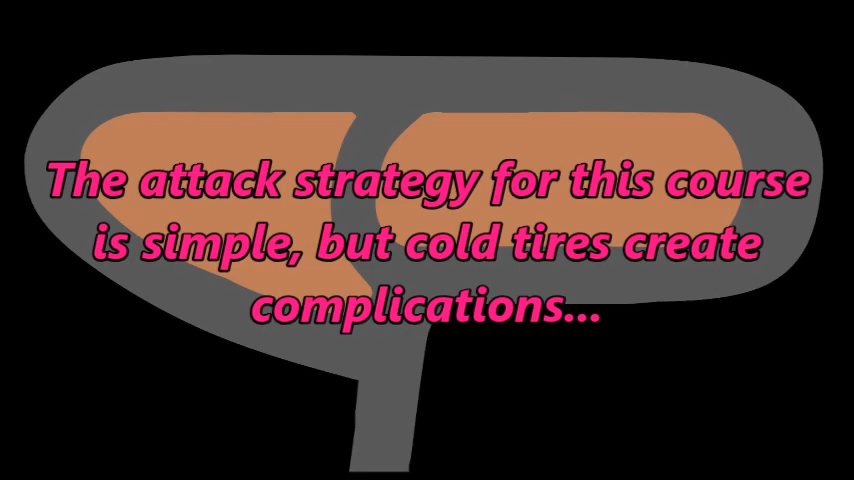 The attack strategy for this course
is simple, but cold tires create
complications...